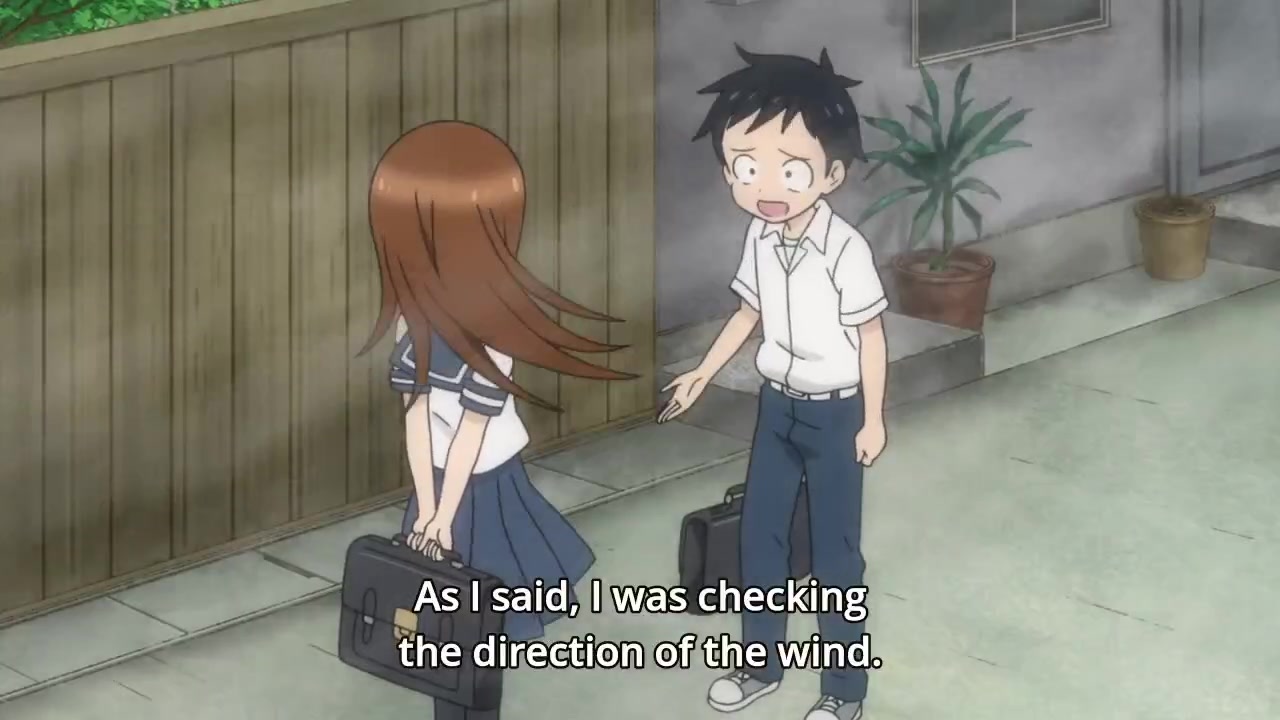 As I said, I was checking
the direction of the wind.